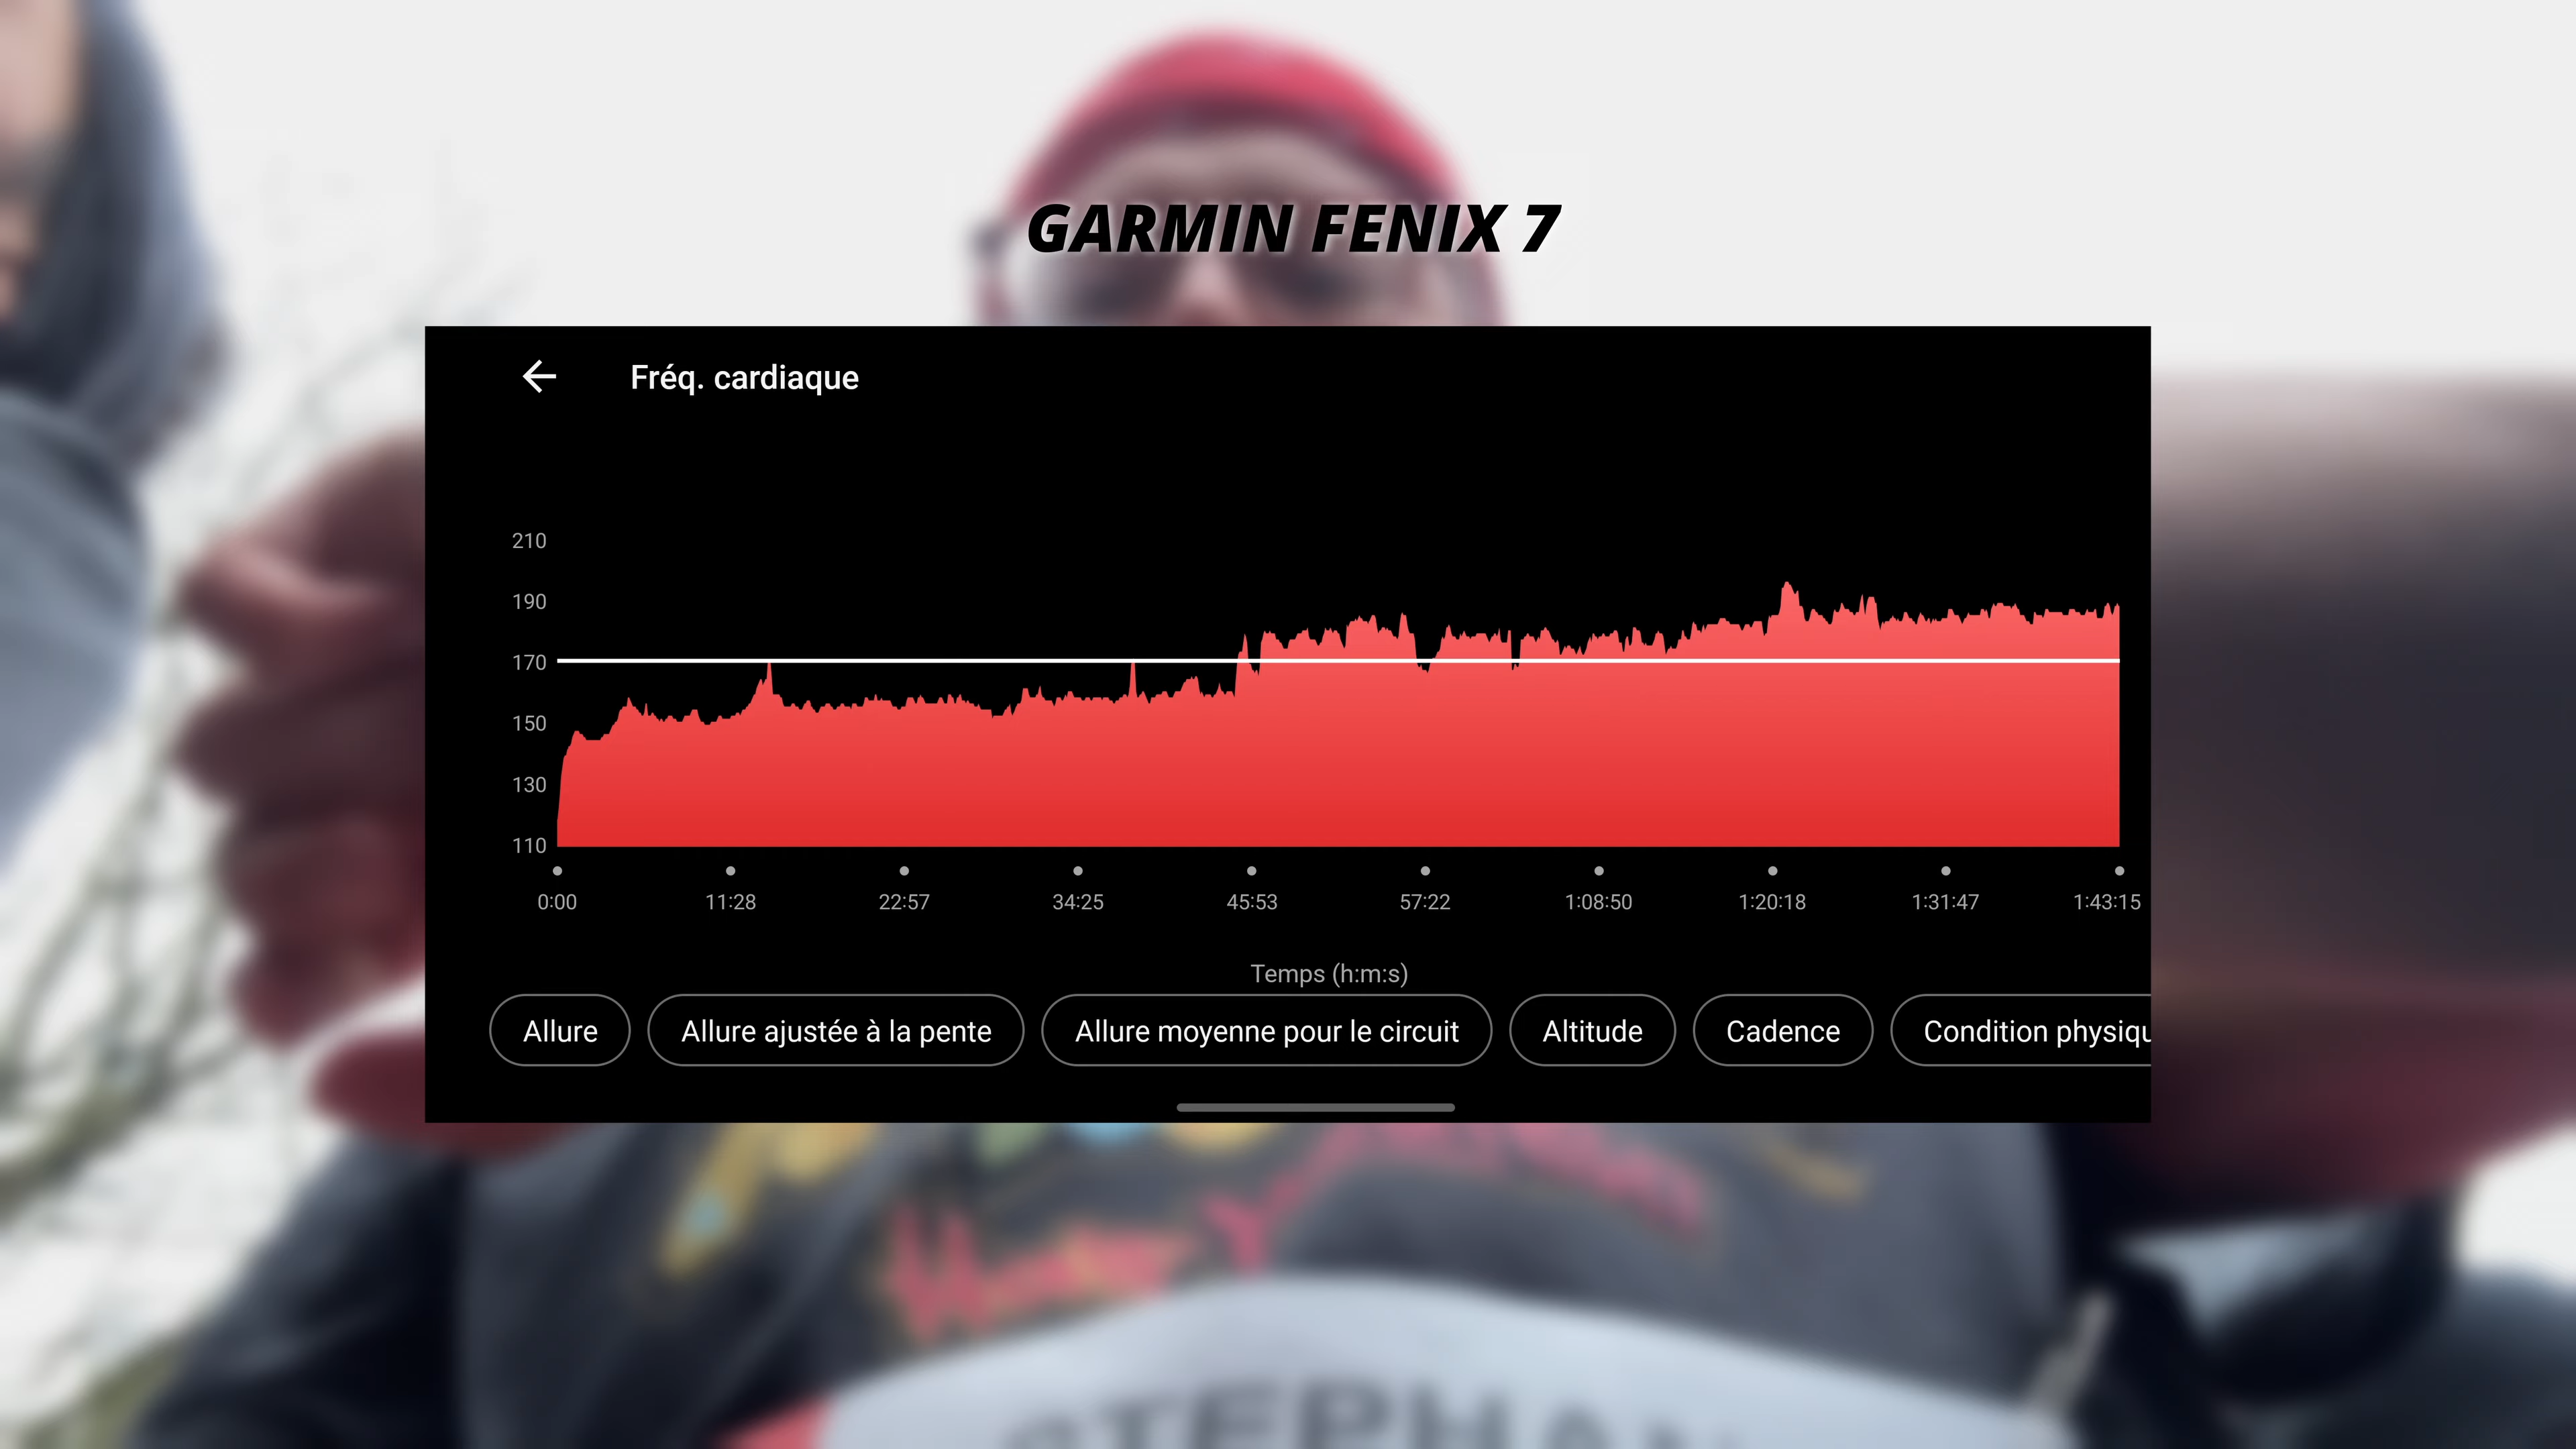 GARMIN FENIX 7
Fréq. cardiaque
210
190
170
150
130
110
0:00 11:28 22:57 34:25 45:53 57:22 1:08:50 1:20:18 1:31:47 1:43:15
Temps (h:m:s)
Allure Allure ajustée à la pente Allure moyenne pour le circuit Altitude Cadence Condition physiqu
STEPHAN